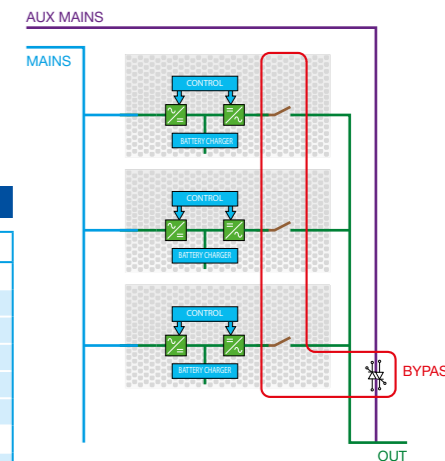 AUX MAINS
MAINS
CONTROL
BATTERY CHARGER
CONTROL
BATTERY CHARGER
CONTROL
BATTERY CHARGER
BYPAS
OUT